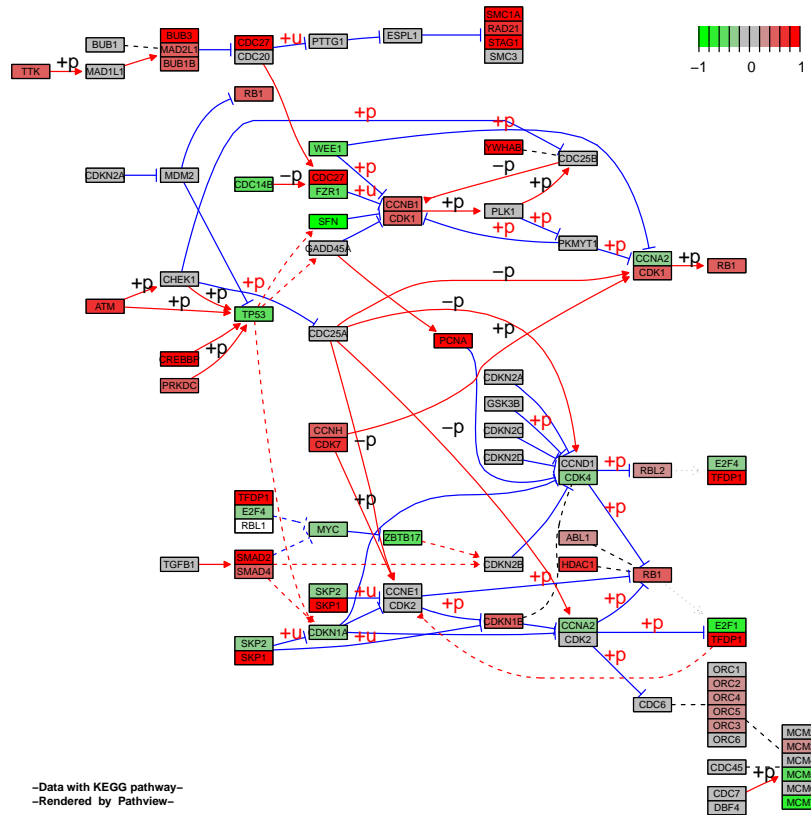 SMC1A
BUB3 RAD21
+u
BUB1 MAD2L1 CDC27 PTTG1 ESPL1 STAG1
+p BUB1B CDC20 SMC3
TTK MAD1L1
−1 0 1
RB1
+p
WEE1 YWHAB
CDC25B
CDKN2A MDM2 +p −p
CDC14B −p CDC27 +p
FZR1 +u
CCNB1 +p PLK1
CDK1
SFN +p +p
GADD45A PKMYT1 +p
CCNA2 +p RB1
CDK1
+p CHEK1 +p −p
+p
ATM +p TP53 −p
CDC25A +p
PCNA
CREBBP
PRKDC CDKN2A
GSK3B
+p
CCNH −p −p CDKN2C
CDK7 CDKN2D
CCND1 +p RBL2 E2F4
CDK4 TFDP1
TFDP1 +p
E2F4 +p
RBL1 MYC ZBTB17 ABL1
TGFB1 SMAD2 CDKN2B HDAC1
SMAD4 RB1
SKP2 +u CCNE1 +p
SKP1 CDK2 +p +p
CDKN1A CDKN1B CCNA2 +p E2F1
SKP2 +u +u CDK2 TFDP1
SKP1 +p
ORC1
ORC2
ORC4
CDC6 ORC5
ORC3
ORC6
CDC45
+p
CDC7
DBF4
−Data with KEGG pathway−
−Rendered by Pathview−